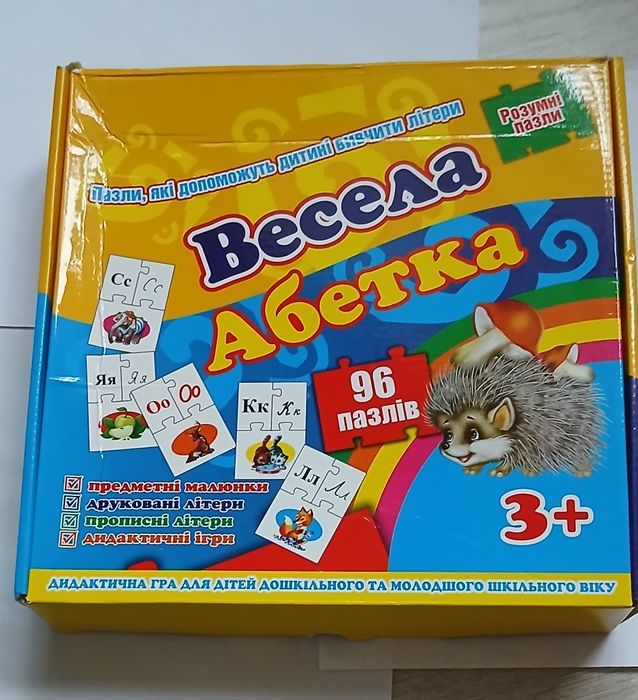 Розумні
пазли
Пазли, які допоможуть дитині вивчити літери
Весела
Абетка
Сс Сс
Яя Яя
Оо Оо
Кк Кк
Лл Лл
96
пазлів
предметні малюнки
друковані літери
прописні літери
дидактичні ігри
3+
ДИДАКТИЧНА ГРА ДЛЯ ДІТЕЙ ДОШКІЛЬНОГО ТА МОЛОДШОГО ШКІЛЬНОГО ВІКУ